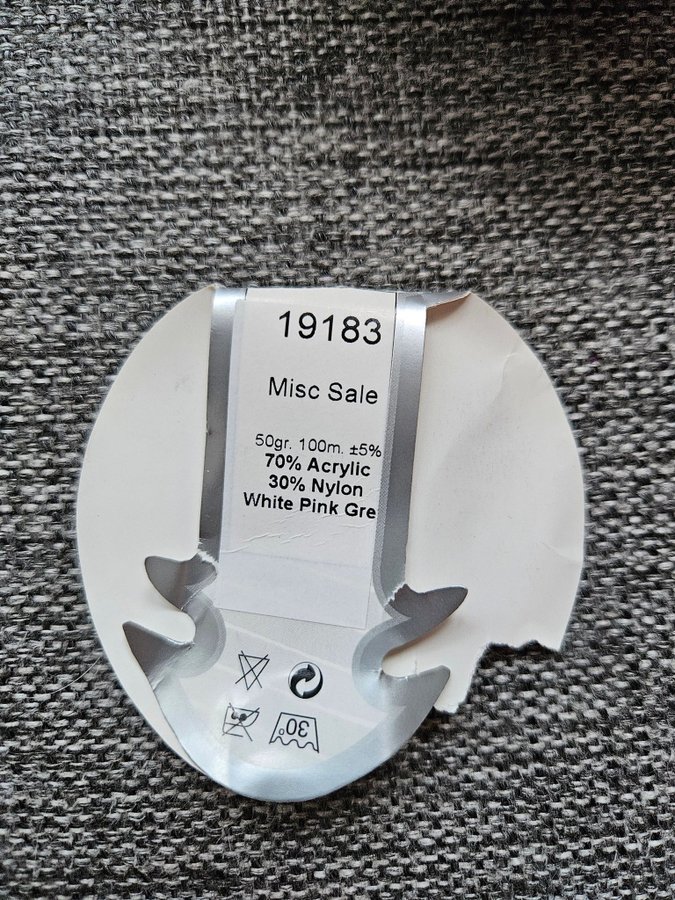 19183
Misc Sale
50gr. 100m. ±5%
70% Acrylic
30% Nylon
White Pink Gre
30°